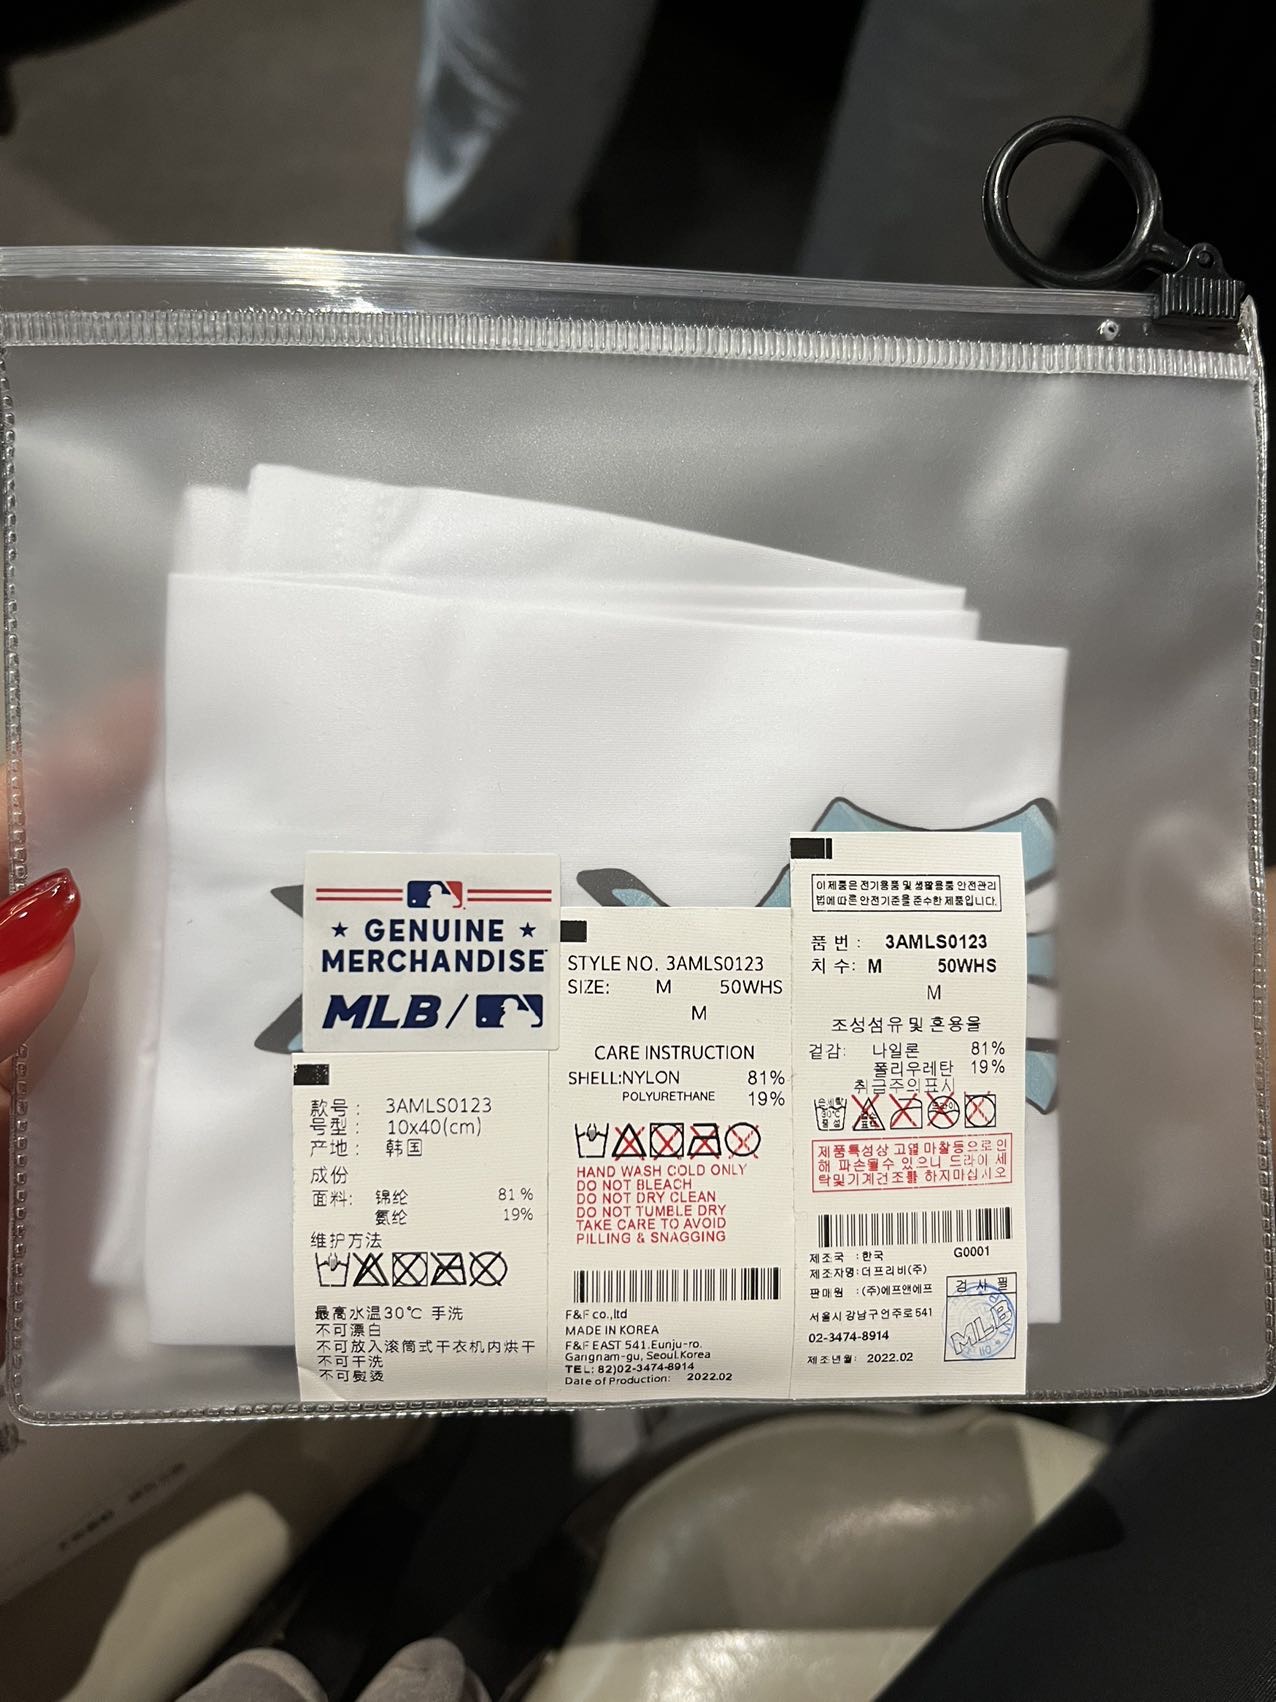 GENUINE
MERCHANDISE
MLB /
款号： 3AMLS0123
号型： 10x40(cm)
产地： 韩国
成份
面料： 锦纶 81%
氨纶 19%
维护方法
最高水温30℃ 手洗
不可漂白
不可放入滚筒式干衣机内烘干
不可干洗
不可熨烫
STYLE NO. 3AMLS0123
SIZE: M 50WHS
M
CARE INSTRUCTION
SHELL:NYLON 81%
POLYURETHANE 19%
HAND WASH COLD ONLY
DO NOT BLEACH
DO NOT DRY CLEAN
DO NOT TUMBLE DRY
TAKE CARE TO AVOID
PILLING & SNAGGING
F&F co.,ltd
MADE IN KOREA
F&F EAST 541.Eunju-ro.
Gangnam-gu, Seoul.Korea
TEL: 82)02-3474-8914
Date of Production: 2022.02
이제품은 전기용품 및 생활용품 안전관리
법에따른 안전기준을 준수한 제품입니다.
품 번 : 3AMLS0123
치 수: M 50WHS
M
조성섬유 및 혼용율
겉감: 나일론 81%
폴리우레탄 19%
취급주의표시
제품특성상 고열 마찰등으로인
해 파손될수 있으니 드라이 세
탁및기계건조를 하지마십시오
제조국 :한국 G0001
제조자명:더프리비(주)
판매원 :(주)에프앤에프
서울시 강남구언주로541
02-3474-8914
제조년월: 2022.02
검 사 필
MLB